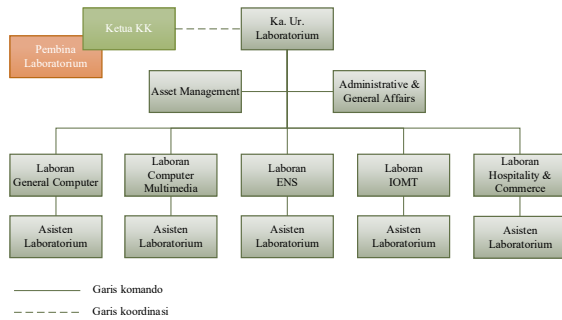 Ketua KK
Ka. Ur.
Laboratorium
Pembina
Laboratorium
Asset Management
Administrative &
General Affairs
Laboran
General Computer
Laboran
Computer
Multimedia
Laboran
ENS
Laboran
IOMT
Laboran
Hospitality &
Commerce
Asisten
Laboratorium
Asisten
Laboratorium
Asisten
Laboratorium
Asisten
Laboratorium
Asisten
Laboratorium
Garis komando
Garis koordinasi